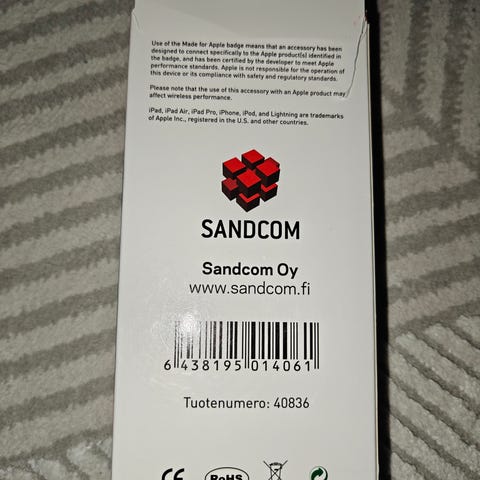 Use of the Made for Apple badge means that an accessory has been
designed to connect specifically to the Apple product(s) identified in
the badge, and has been certified by the developer to meet Apple
performance standards. Apple is not responsible for the operation of
this device or its compliance with safety and regulatory standards.
Please note that the use of this accessory with an Apple product may
affect wireless performance.
iPad, iPad Air, iPad Pro, iPhone, iPod, and Lightning are trademarks
of Apple Inc., registered in the U.S. and other countries.
SANDCOM
Sandcom Oy
www.sandcom.fi
6 438195 014061
Tuotenumero: 40836
CE RoHS